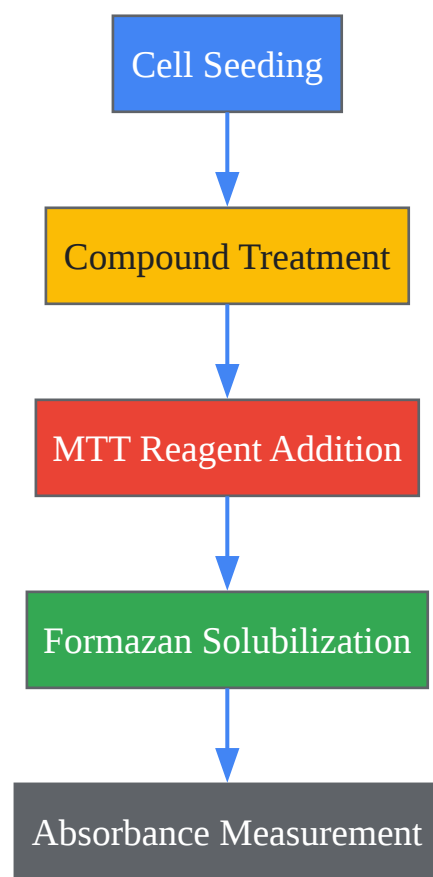 Cell Seeding
Compound Treatment
MTT Reagent Addition
Formazan Solubilization
Absorbance Measurement